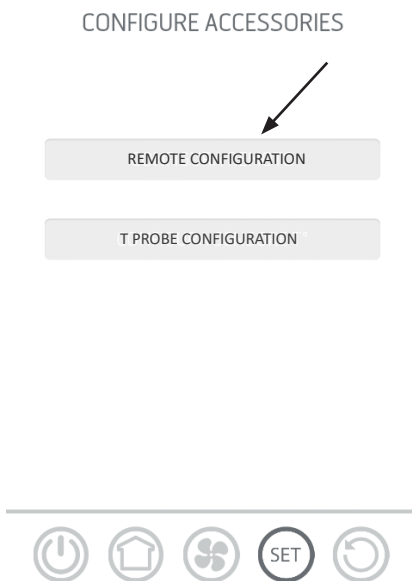 CONFIGURE ACCESSORIES
REMOTE CONFIGURATION
T PROBE CONFIGURATION
SET